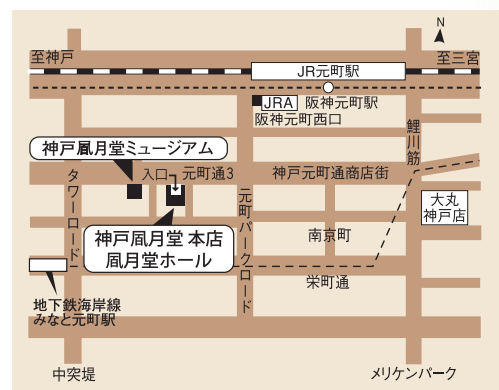 N
至神戸
至三宮
JR元町駅
JRA
阪神元町駅
阪神元町西口
鯉川筋
神戸凮月堂ミュージアム
入口
元町通3
神戸元町通商店街
タワーロード
元町パークロード
大丸
神戸店
神戸凮月堂 本店
凮月堂ホール
南京町
栄町通
地下鉄海岸線
みなと元町駅
中突堤
メリケンパーク